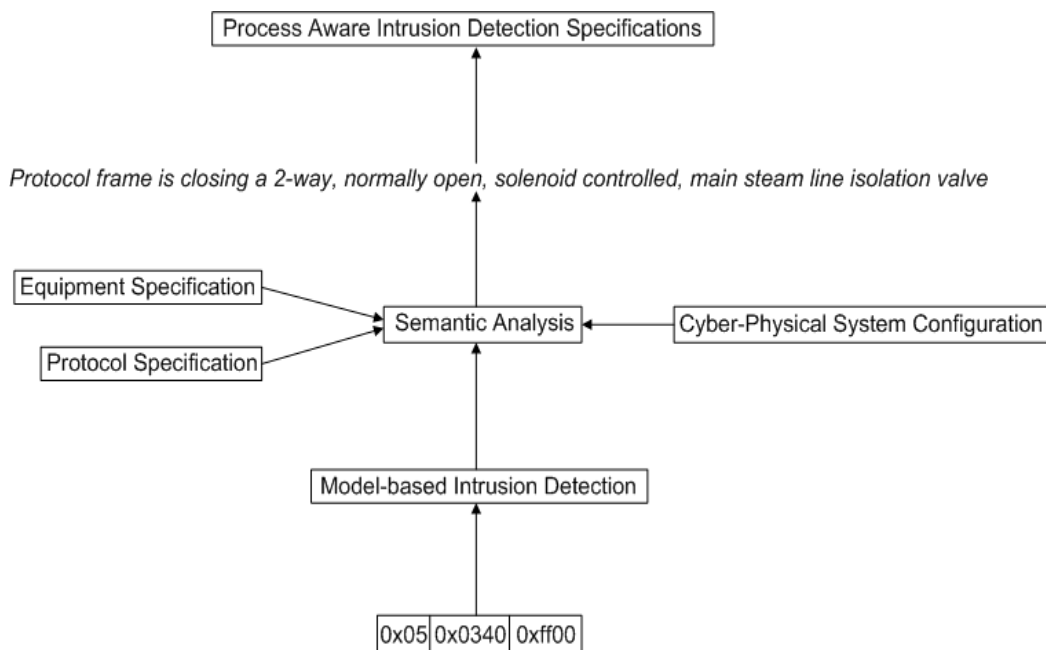 Process Aware Intrusion Detection Specifications
Protocol frame is closing a 2-way, normally open, solenoid controlled, main steam line isolation valve
Equipment Specification
Semantic Analysis
Cyber-Physical System Configuration
Protocol Specification
Model-based Intrusion Detection
0x05 0x0340 0xff00